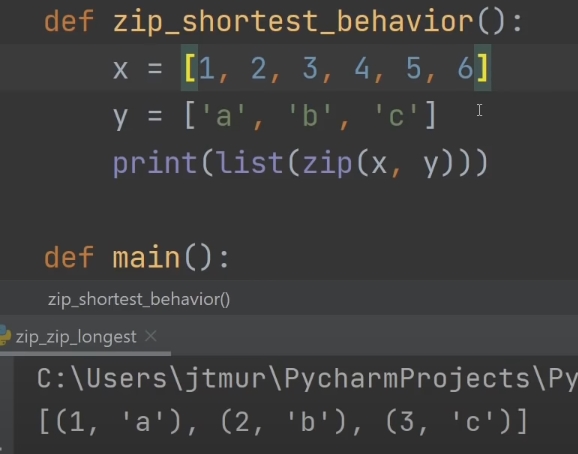 def zip_shortest_behavior():
    x = [1, 2, 3, 4, 5, 6]
    y = ['a', 'b', 'c']
    print(list(zip(x, y)))
def main():
zip_shortest_behavior()
zip_zip_longest
C:\Users\jtmur\PycharmProjects\Py
[(1, 'a'), (2, 'b'), (3, 'c')]